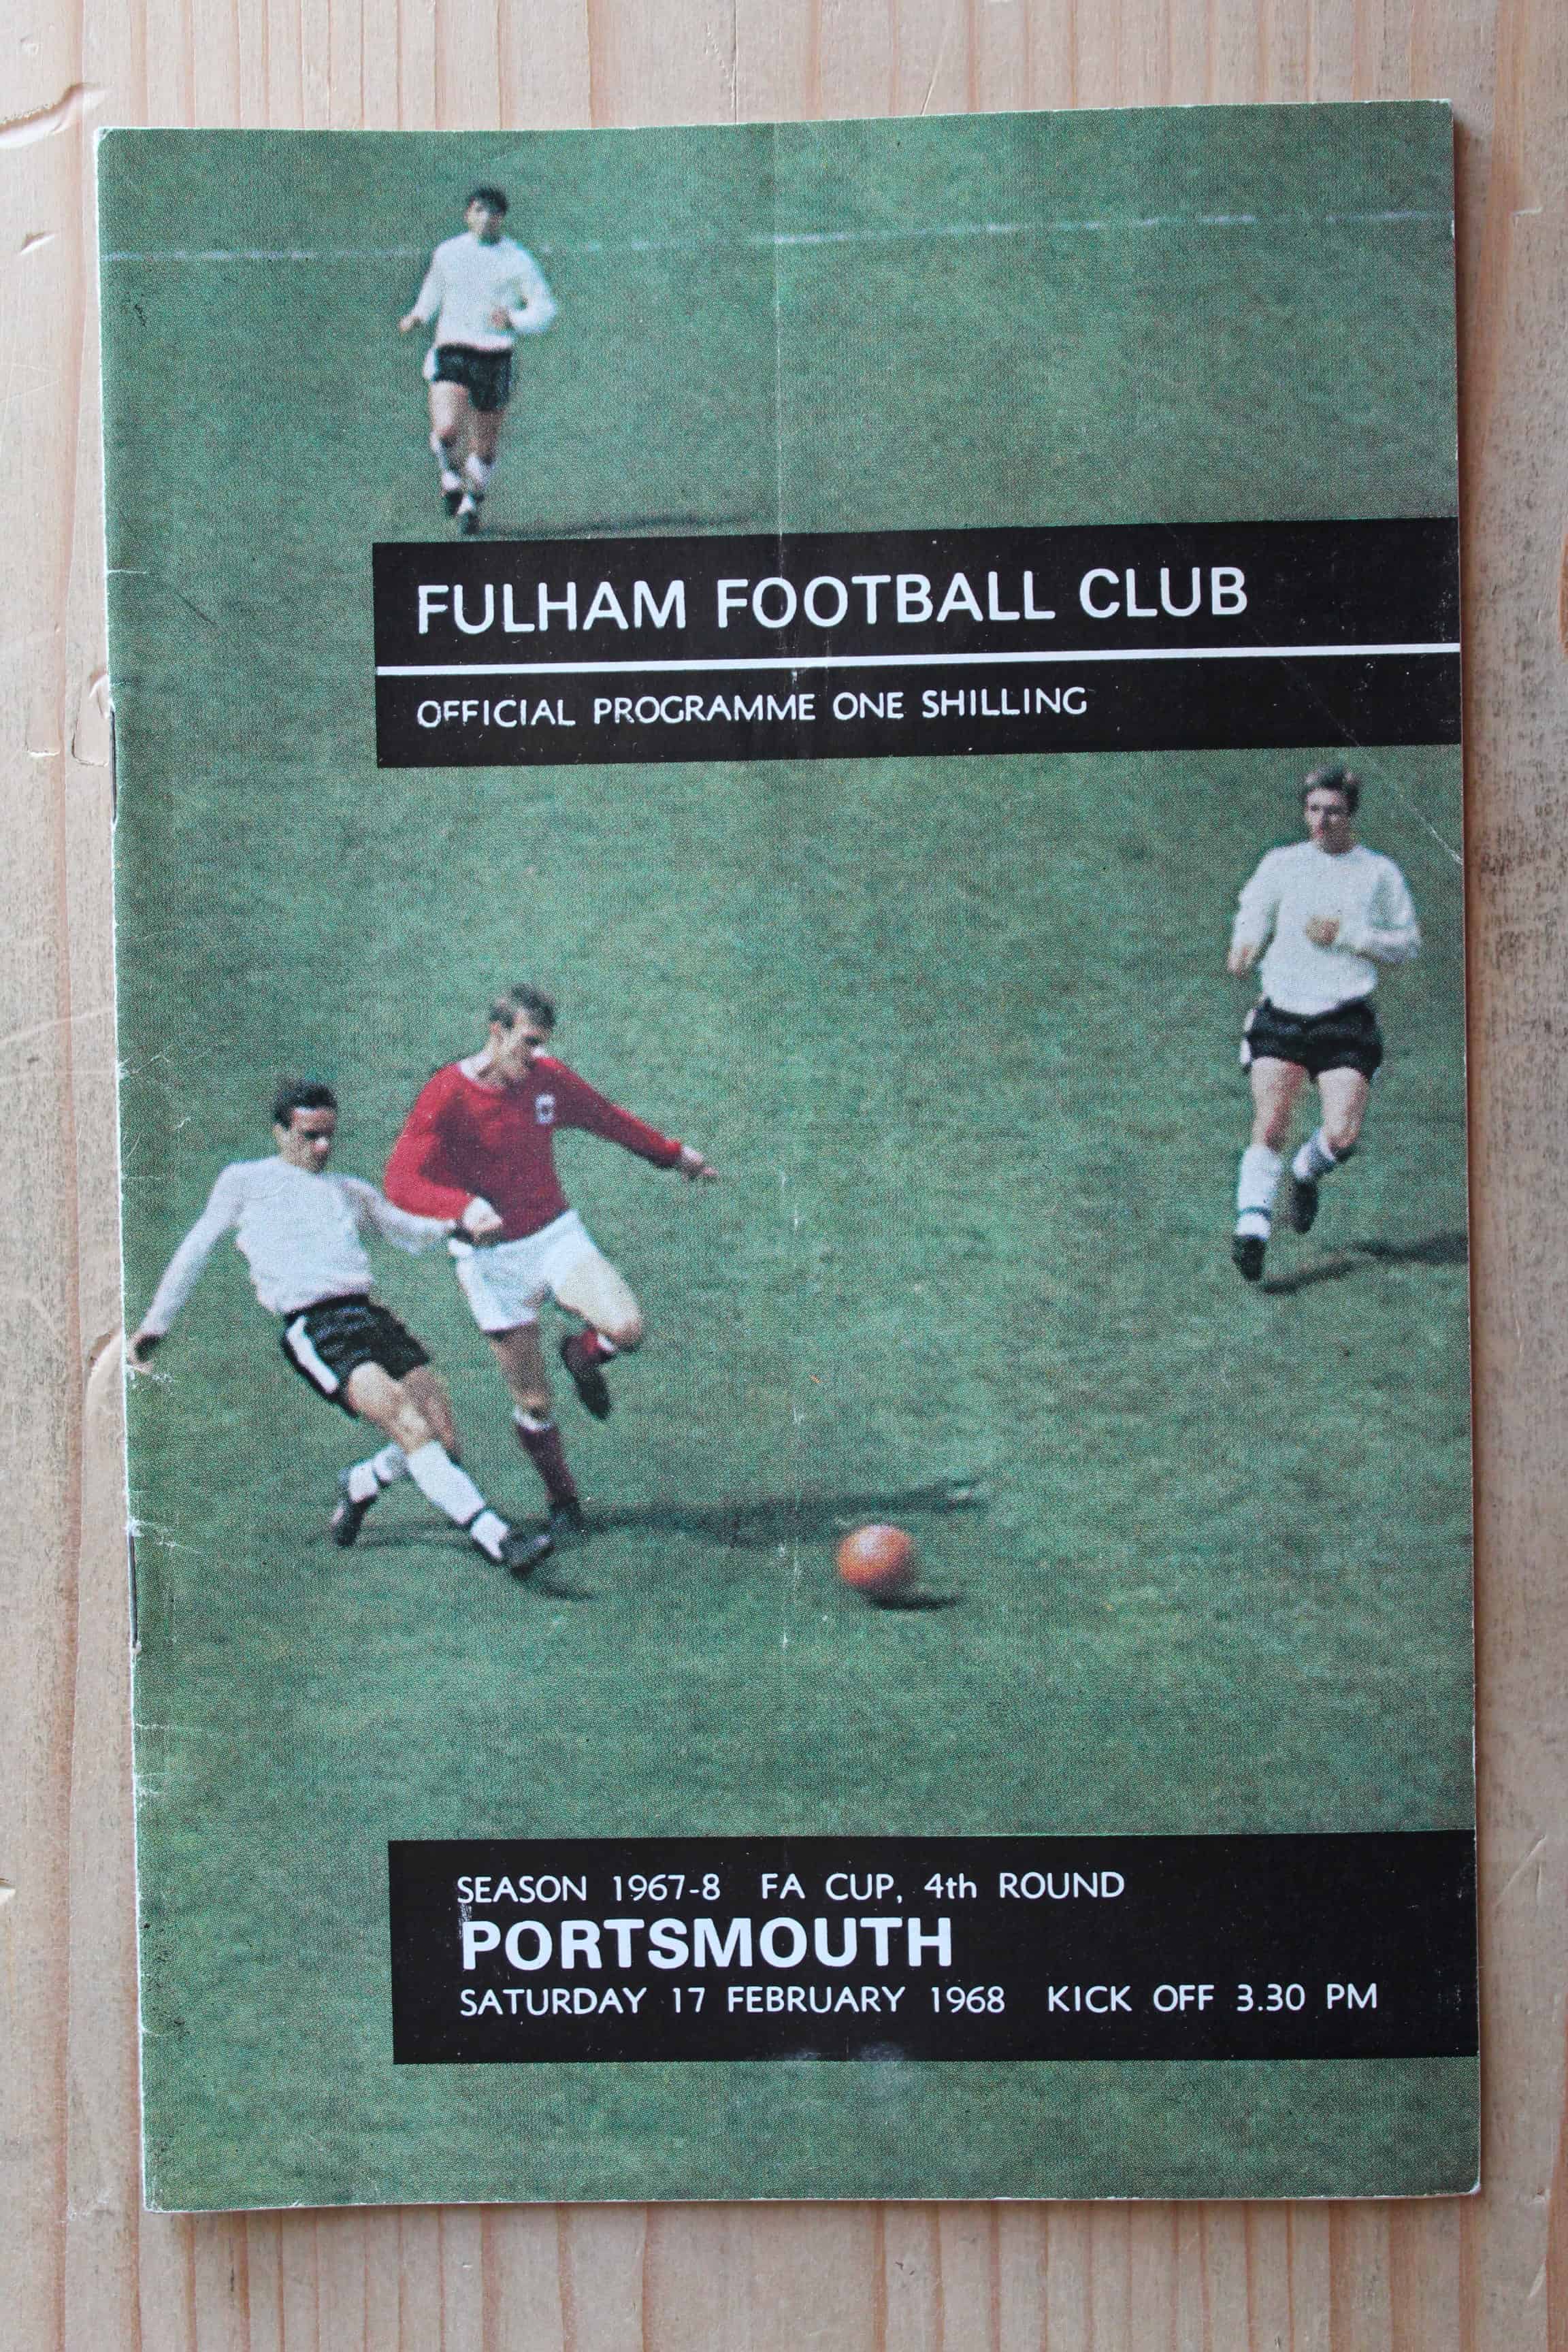 FULHAM FOOTBALL CLUB
OFFICIAL PROGRAMME ONE SHILLING
SEASON 1967-8 FA CUP, 4th ROUND
PORTSMOUTH
SATURDAY 17 FEBRUARY 1968 KICK OFF 3.30 PM